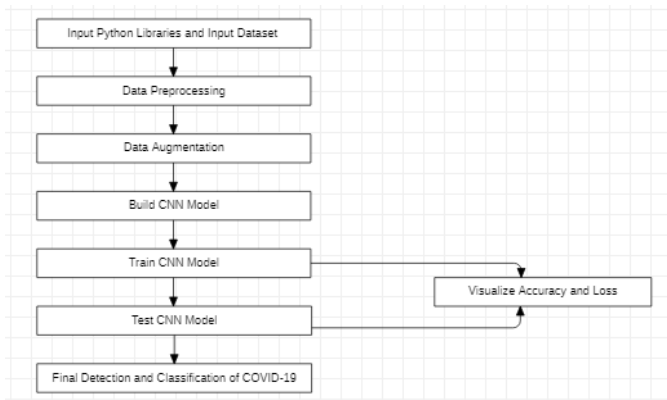 Input Python Libraries and Input Dataset
Data Preprocessing
Data Augmentation
Build CNN Model
Train CNN Model
Visualize Accuracy and Loss
Test CNN Model
Final Detection and Classification of COVID-19